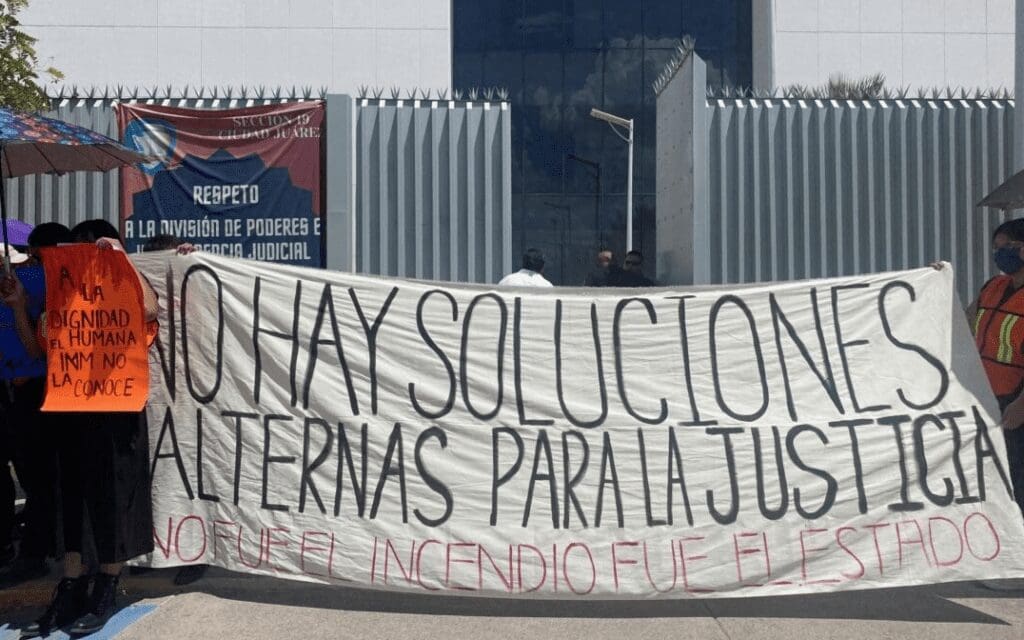 SECCIÓN 19
CIUDAD JUÁREZ
RESPETO
A LA DIVISIÓN DE PODERES E
JUDICIAL
A LA
DIGNIDAD
HUMANA
EL
INM NO
LA CONOCE
NO HAY SOLUCIONES
ALTERNAS PARA LA JUSTICIA
NO FUE EL INCENDIO FUE EL ESTADO